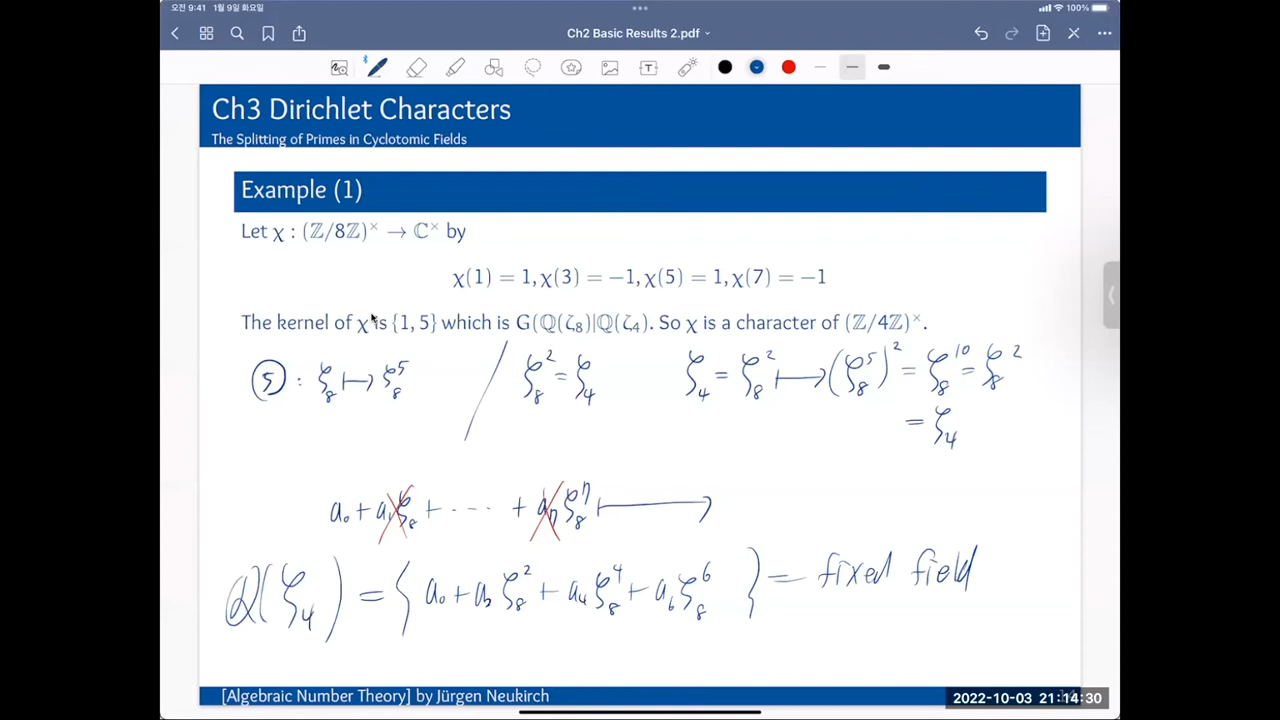 오전 9:41 1월 9일 화요일
100%
Ch2 Basic Results 2.pdf
Ch3 Dirichlet Characters
The Splitting of Primes in Cyclotomic Fields
Example (1)
Let χ : (ℤ/8ℤ)^× → ℂ^× by
χ(1) = 1, χ(3) = −1, χ(5) = 1, χ(7) = −1
The kernel of χ is {1, 5} which is G(ℚ(ζ₈)|ℚ(ζ₄). So χ is a character of (ℤ/4ℤ)^×.
5 : ζ₈ ↦ ζ₈^5 / ζ₈^2 = ζ₄ ζ₄ = ζ₈^2 ↦ (ζ₈^5)^2 = ζ₈^10 = ζ₈^2
= ζ₄
a₀ + a₁ζ₈ + ···· + a₇ζ₈^7 ↦
ℚ(ζ₄) = { a₀ + a₂ζ₈^2 + a₄ζ₈^4 + a₆ζ₈^6 } = fixed field
[Algebraic Number Theory] by Jürgen Neukirch
2022-10-03 21:14:30